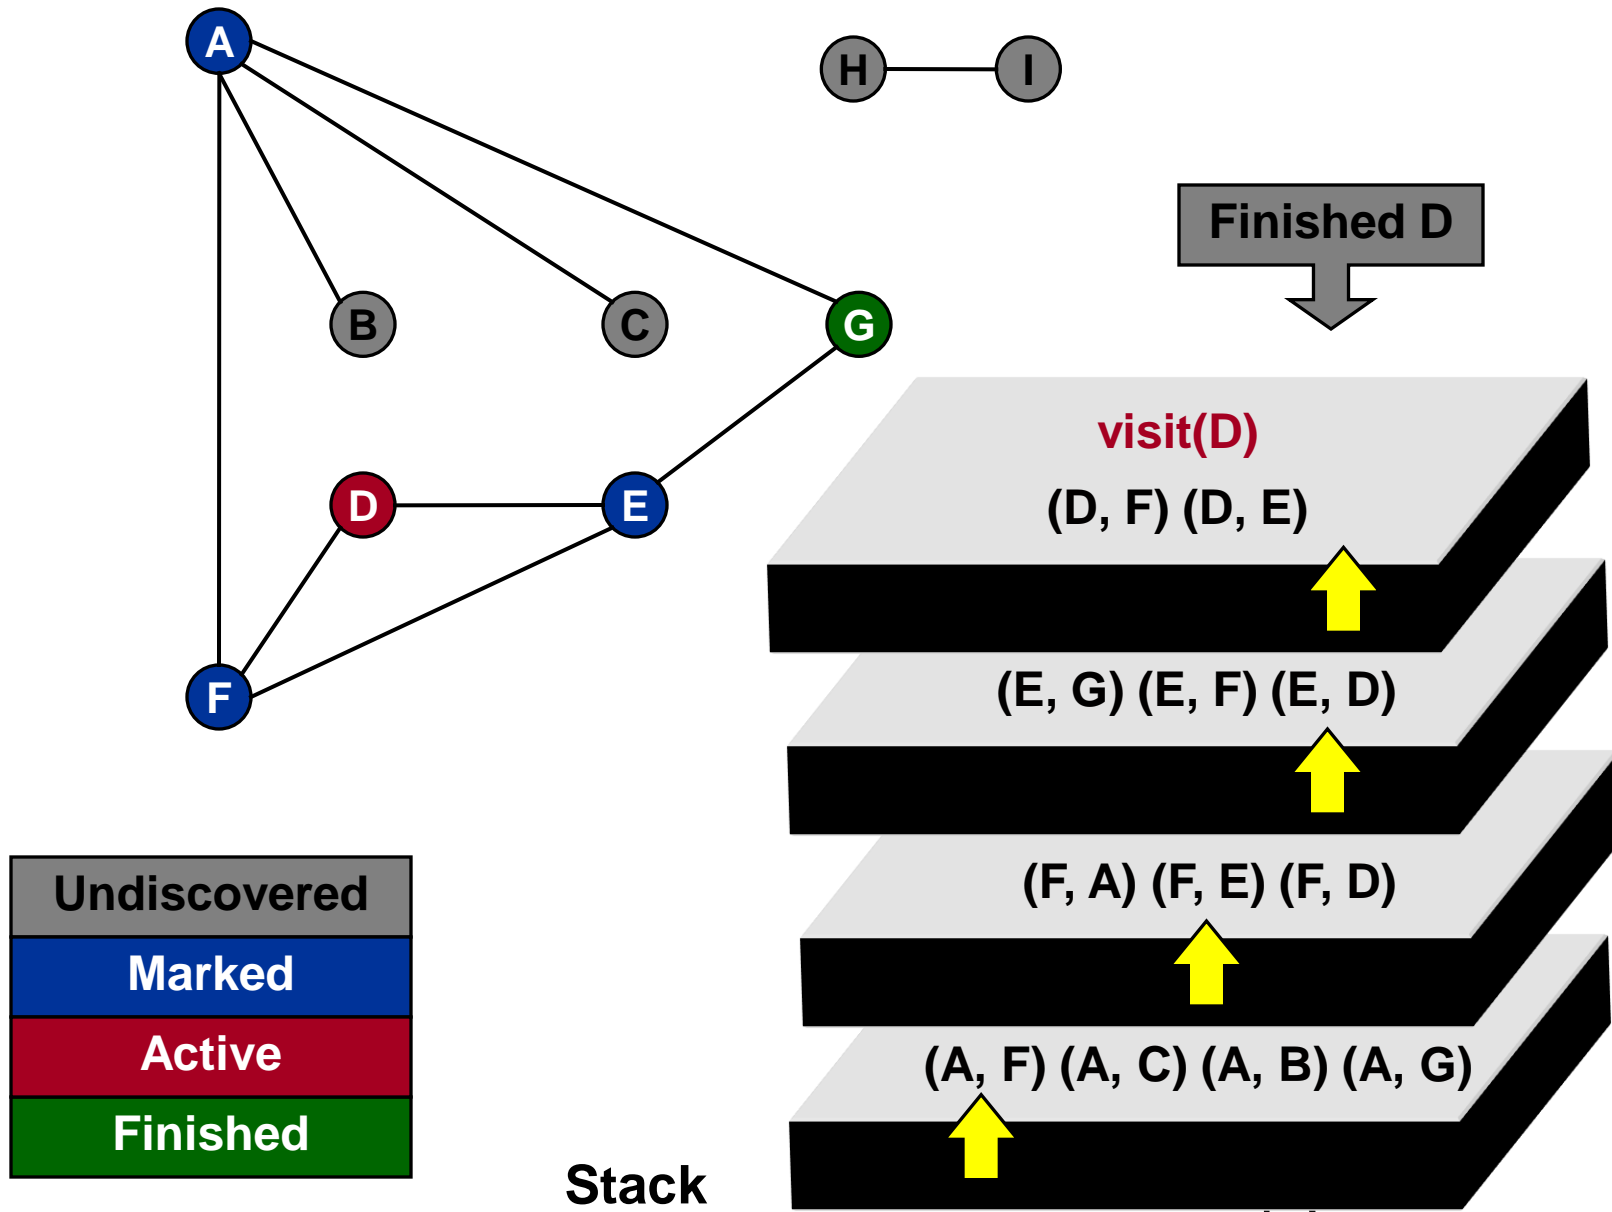 A
H
I
Finished D
B
C
G
visit(D)
D
E
(D, F) (D, E)
F
(E, G) (E, F) (E, D)
Undiscovered
(F, A) (F, E) (F, D)
Marked
Active
(A, F) (A, C) (A, B) (A, G)
Finished
Stack